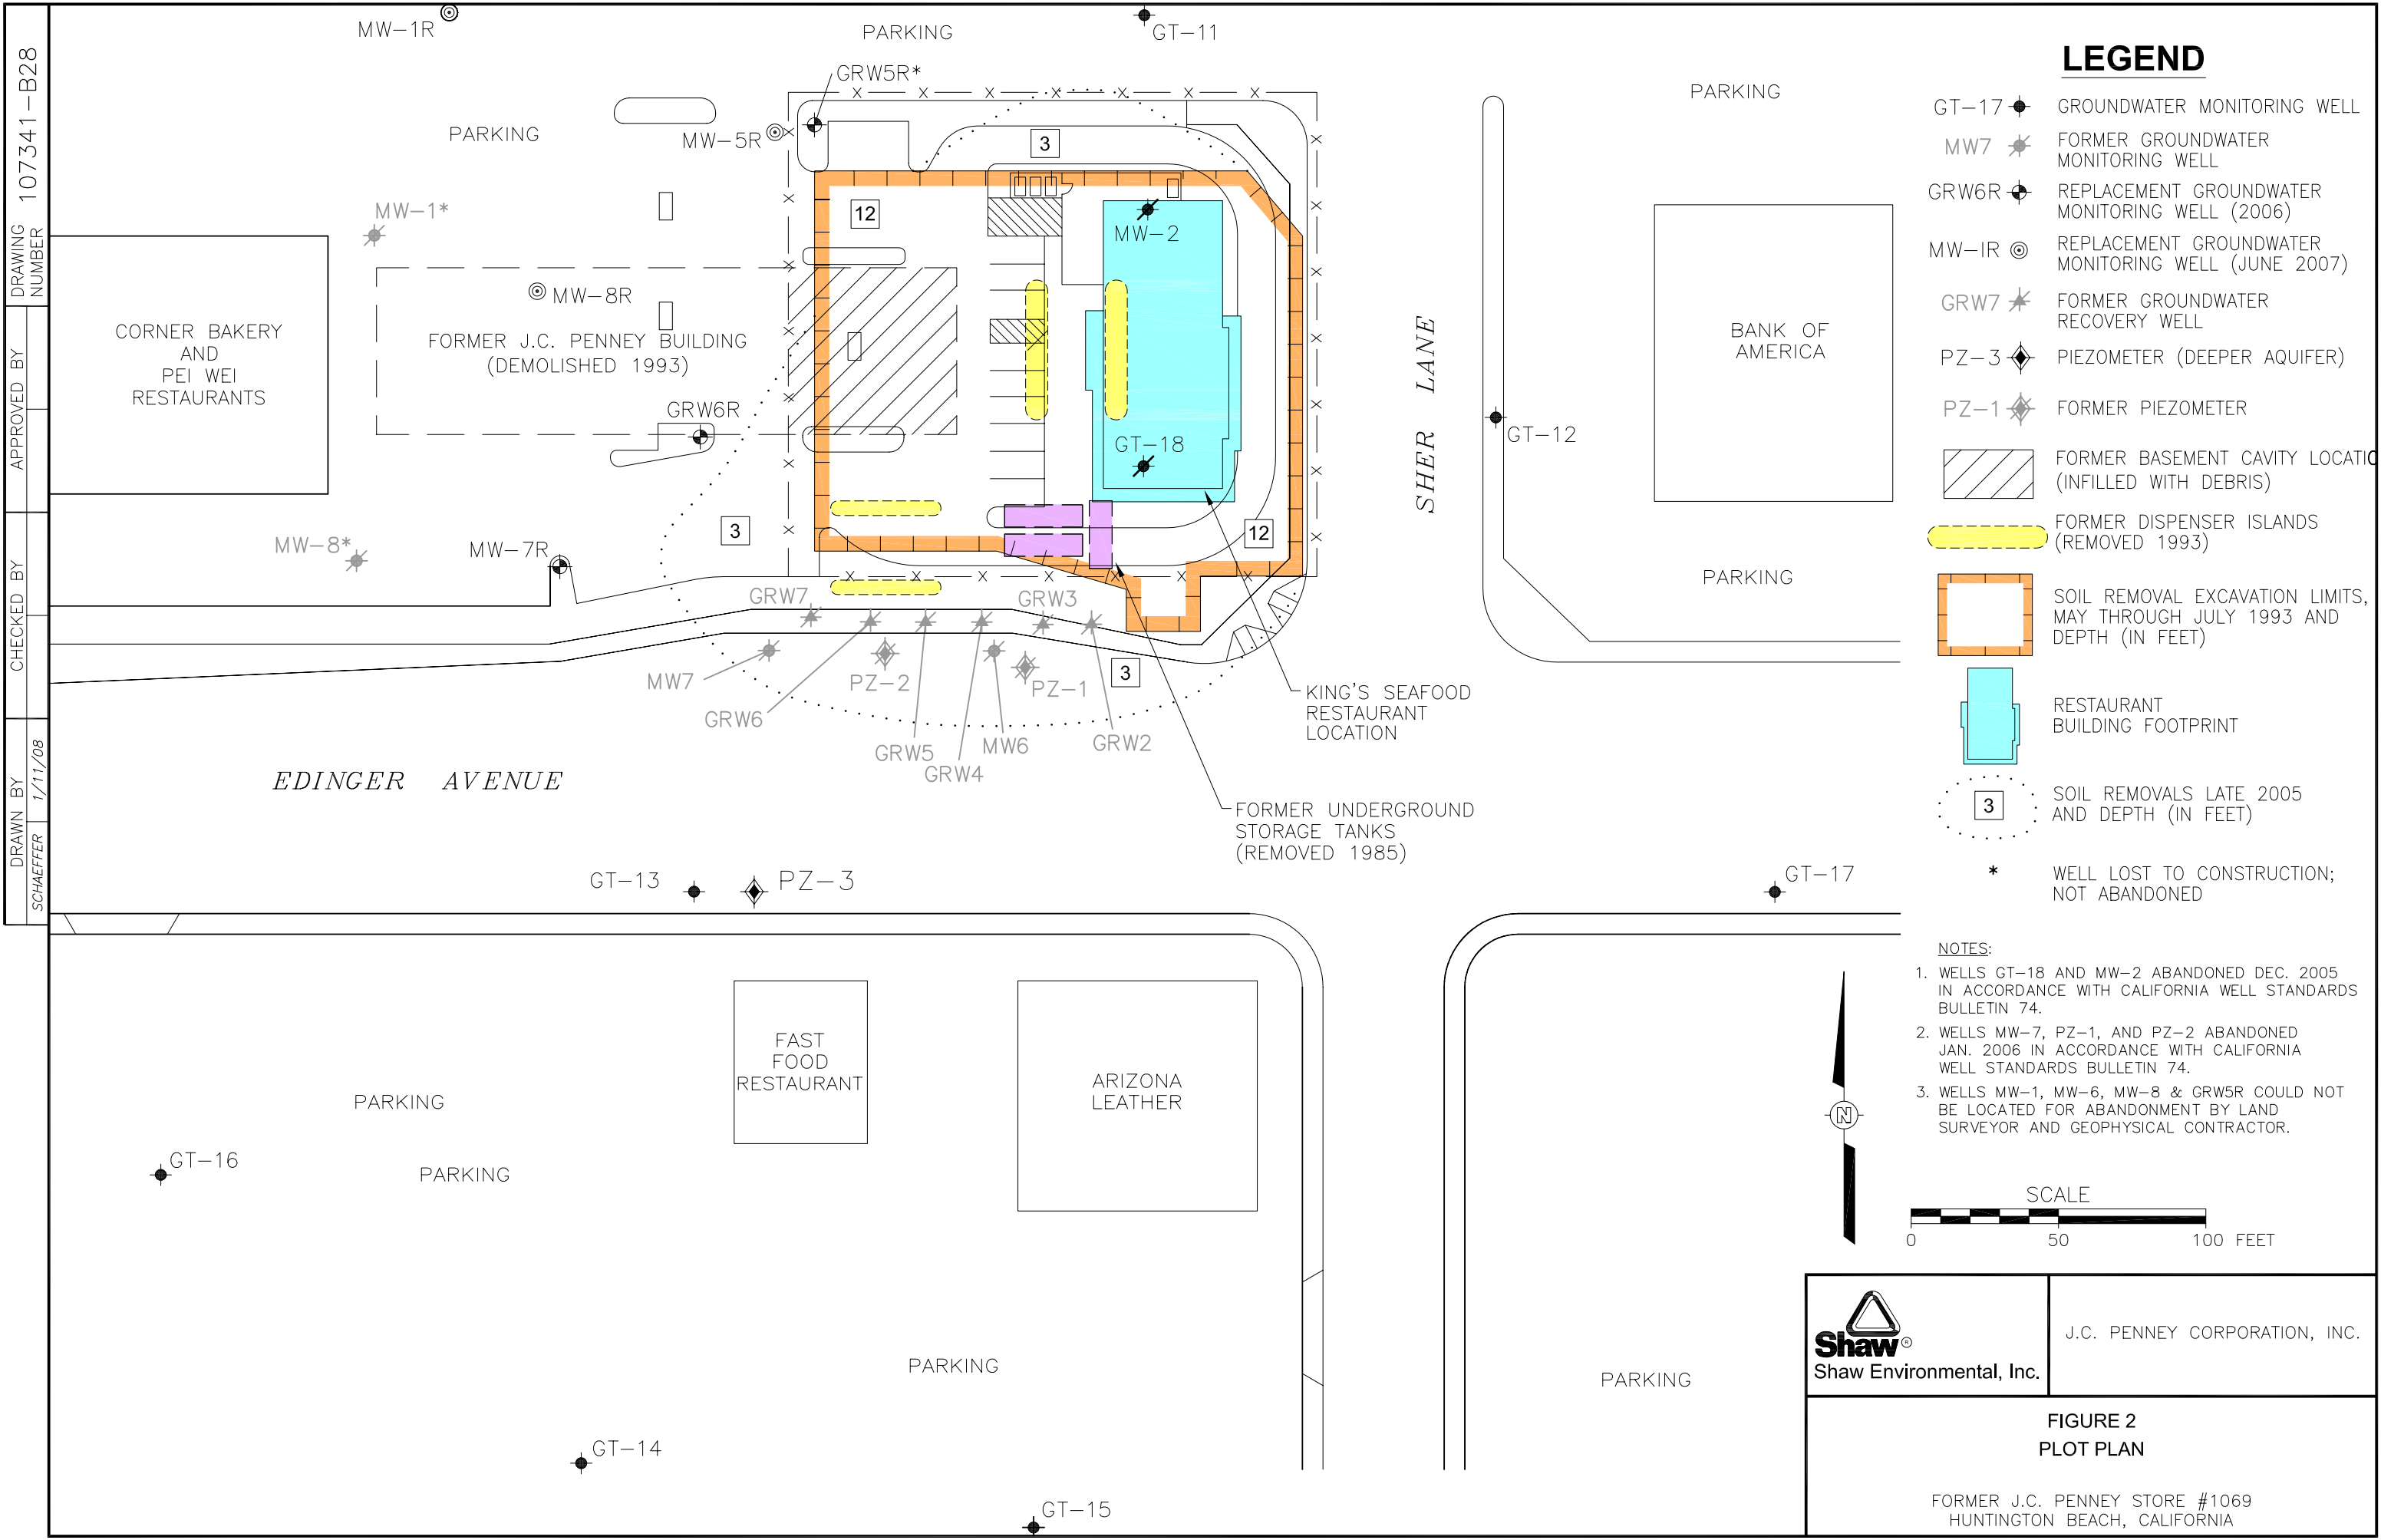 DRAWING NUMBER
107341-B28
APPROVED BY
CHECKED BY
DRAWN BY
SCHAEFFER
1/11/08
MW-1R
PARKING
GT-11
GRW5R*
PARKING
MW-5R
3
PARKING
MW-1*
12
MW-2
MW-8R
CORNER BAKERY
AND
PEI WEI
RESTAURANTS
FORMER J.C. PENNEY BUILDING
(DEMOLISHED 1993)
GRW6R
GT-18
SHER LANE
BANK OF
AMERICA
GT-12
3
12
MW-8*
MW-7R
PARKING
GRW7
GRW3
MW7
PZ-2
PZ-1
3
GRW6
GRW5
MW6
GRW2
GRW4
KING'S SEAFOOD
RESTAURANT
LOCATION
EDINGER AVENUE
FORMER UNDERGROUND
STORAGE TANKS
(REMOVED 1985)
GT-13
PZ-3
GT-17
FAST
FOOD
RESTAURANT
ARIZONA
LEATHER
PARKING
GT-16
PARKING
PARKING
PARKING
GT-14
GT-15
LEGEND
GT-17
GROUNDWATER MONITORING WELL
MW7
FORMER GROUNDWATER
MONITORING WELL
GRW6R
REPLACEMENT GROUNDWATER
MONITORING WELL (2006)
MW-IR
REPLACEMENT GROUNDWATER
MONITORING WELL (JUNE 2007)
GRW7
FORMER GROUNDWATER
RECOVERY WELL
PZ-3
PIEZOMETER (DEEPER AQUIFER)
PZ-1
FORMER PIEZOMETER
FORMER BASEMENT CAVITY LOCATIO
(INFILLED WITH DEBRIS)
FORMER DISPENSER ISLANDS
(REMOVED 1993)
SOIL REMOVAL EXCAVATION LIMITS,
MAY THROUGH JULY 1993 AND
DEPTH (IN FEET)
RESTAURANT
BUILDING FOOTPRINT
3
SOIL REMOVALS LATE 2005
AND DEPTH (IN FEET)
*
WELL LOST TO CONSTRUCTION;
NOT ABANDONED
NOTES:
1. WELLS GT-18 AND MW-2 ABANDONED DEC. 2005
IN ACCORDANCE WITH CALIFORNIA WELL STANDARDS
BULLETIN 74.
2. WELLS MW-7, PZ-1, AND PZ-2 ABANDONED
JAN. 2006 IN ACCORDANCE WITH CALIFORNIA
WELL STANDARDS BULLETIN 74.
3. WELLS MW-1, MW-6, MW-8 & GRW5R COULD NOT
BE LOCATED FOR ABANDONMENT BY LAND
SURVEYOR AND GEOPHYSICAL CONTRACTOR.
N
SCALE
0 50 100 FEET
Shaw®
Shaw Environmental, Inc.
J.C. PENNEY CORPORATION, INC.
FIGURE 2
PLOT PLAN
FORMER J.C. PENNEY STORE #1069
HUNTINGTON BEACH, CALIFORNIA